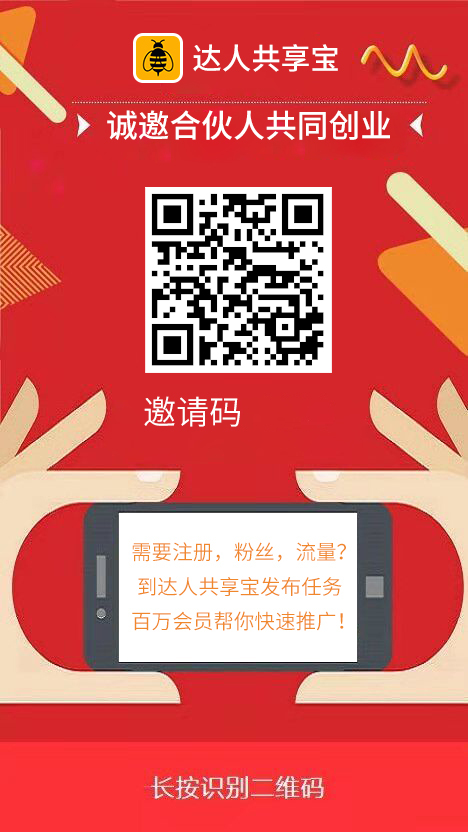 达人共享宝
诚邀合伙人共同创业
邀请码
需要注册，粉丝，流量？
到达人共享宝发布任务
百万会员帮你快速推广！
长按识别二维码